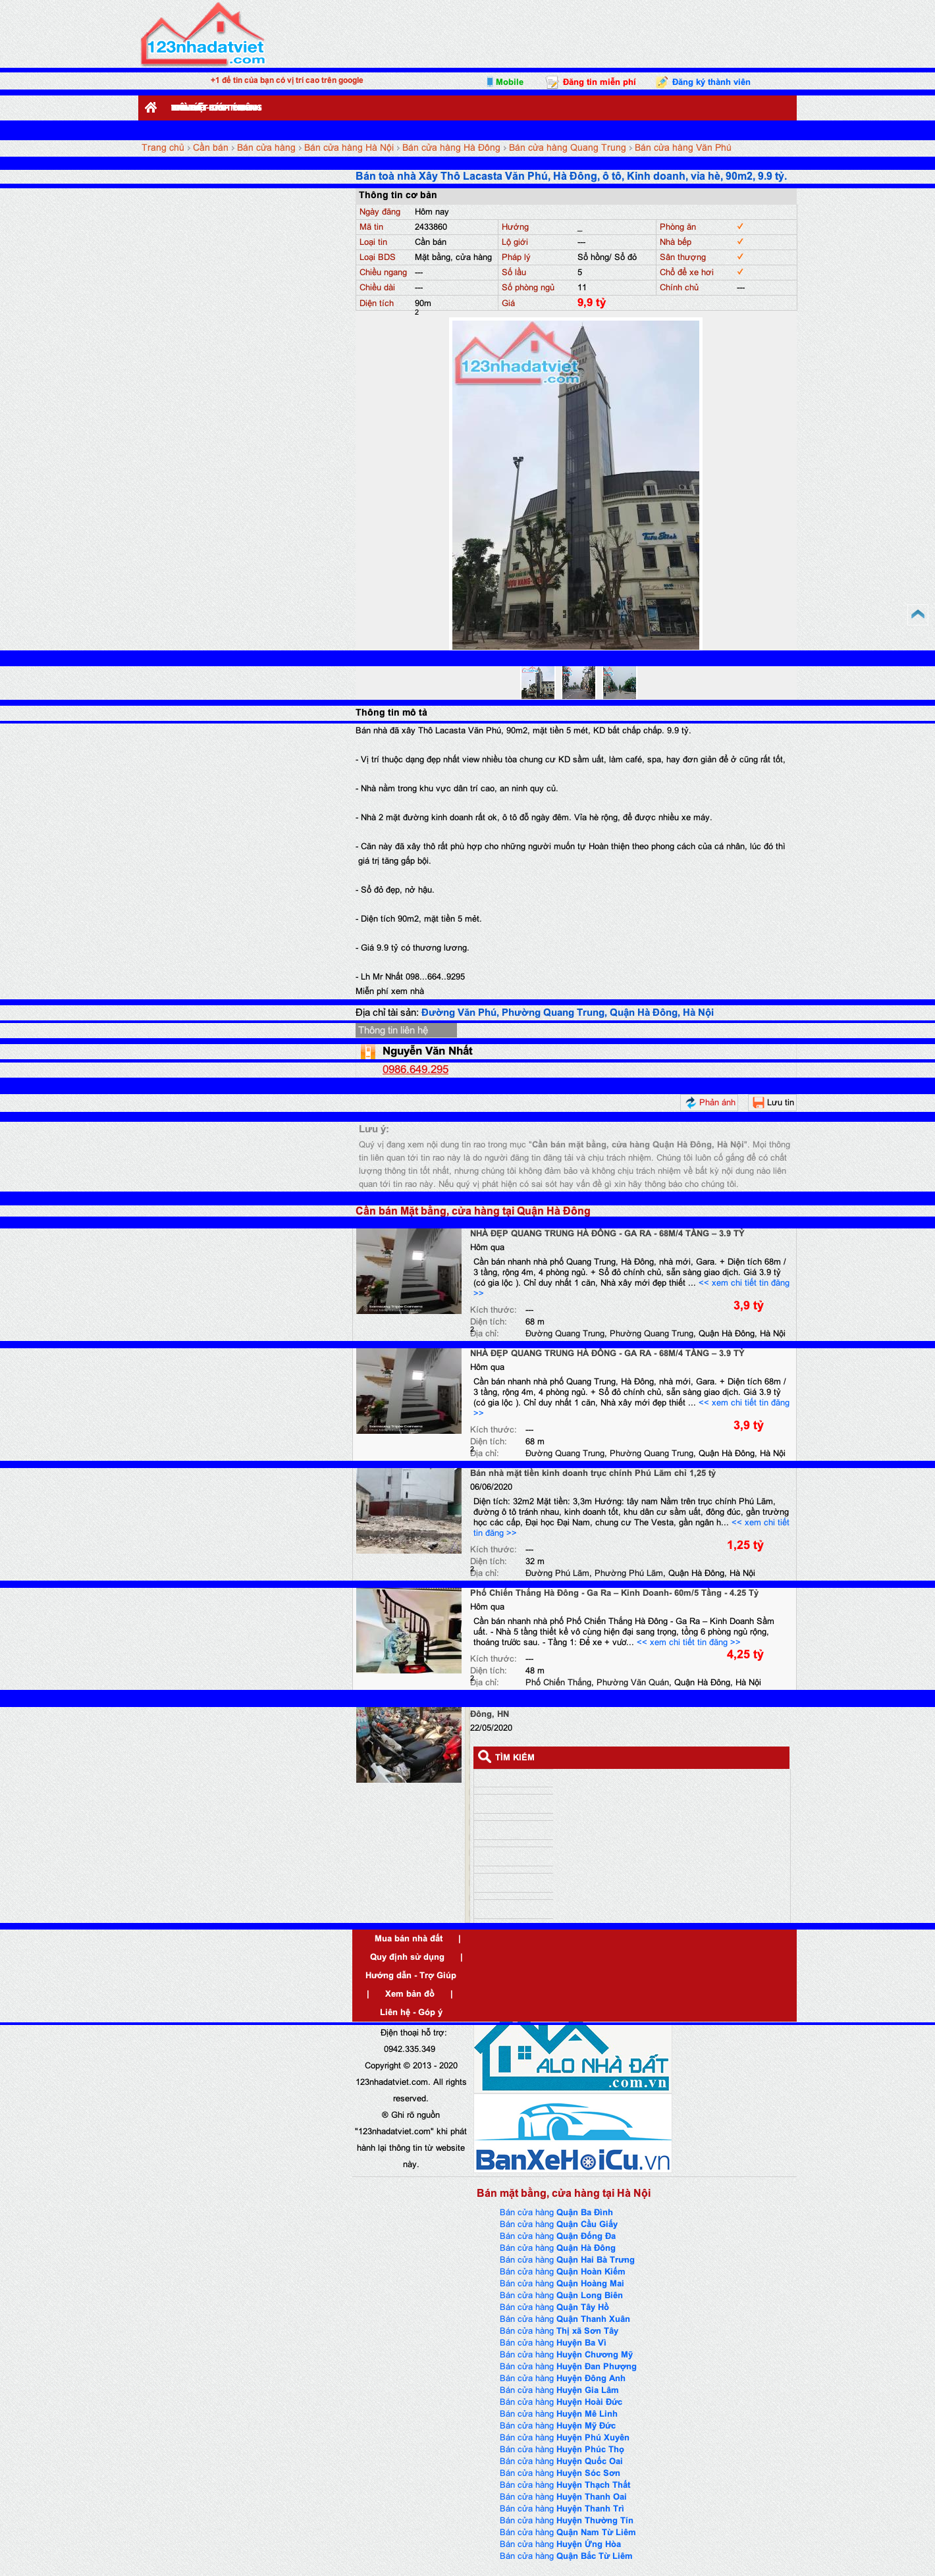 123nhadatviet
.com
+1 để tin của bạn có vị trí cao trên google
Mobile
Đăng tin miễn phí
Đăng ký thành viên
Trang chủ › Cần bán › Bán cửa hàng › Bán cửa hàng Hà Nội › Bán cửa hàng Hà Đông › Bán cửa hàng Quang Trung › Bán cửa hàng Văn Phú
Bán toà nhà Xây Thô Lacasta Văn Phú, Hà Đông, ô tô, Kinh doanh, vỉa hè, 90m2, 9.9 tỷ.
Thông tin cơ bản
Ngày đăng Hôm nay
Mã tin 2433860 Hướng _ Phòng ăn
Loại tin Cần bán Lộ giới --- Nhà bếp
Loại BDS Mặt bằng, cửa hàng Pháp lý Sổ hồng/ Sổ đỏ Sân thượng
Chiều ngang --- Số lầu 5 Chổ để xe hơi
Chiều dài --- Số phòng ngủ 11 Chính chủ ---
Diện tích 90m2 Giá 9,9 tỷ
123nhadatviet
.com
Thông tin mô tả
Bán nhà đã xây Thô Lacasta Văn Phú, 90m2, mặt tiền 5 mét, KD bất chấp chấp. 9.9 tỷ.
- Vị trí thuộc dạng đẹp nhất view nhiều tòa chung cư KD sầm uất, làm café, spa, hay đơn giản để ở cũng rất tốt,
- Nhà nằm trong khu vực dân trí cao, an ninh quy củ.
- Nhà 2 mặt đường kinh doanh rất ok, ô tô đỗ ngày đêm. Vỉa hè rộng, để được nhiều xe máy.
- Căn này đã xây thô rất phù hợp cho những người muốn tự Hoàn thiện theo phong cách của cá nhân, lúc đó thì
giá trị tăng gấp bội.
- Sổ đỏ đẹp, nở hậu.
- Diện tích 90m2, mặt tiền 5 mét.
- Giá 9.9 tỷ có thương lương.
- Lh Mr Nhất 098...664..9295
Miễn phí xem nhà
Địa chỉ tài sản: Đường Văn Phú, Phường Quang Trung, Quận Hà Đông, Hà Nội
Thông tin liên hệ
Nguyễn Văn Nhất
0986.649.295
Phản ánh
Lưu tin
Lưu ý:
Quý vị đang xem nội dung tin rao trong mục "Cần bán mặt bằng, cửa hàng Quận Hà Đông, Hà Nội". Mọi thông
tin liên quan tới tin rao này là do người đăng tin đăng tải và chịu trách nhiệm. Chúng tôi luôn cố gắng để có chất
lượng thông tin tốt nhất, nhưng chúng tôi không đảm bảo và không chịu trách nhiệm về bất kỳ nội dung nào liên
quan tới tin rao này. Nếu quý vị phát hiện có sai sót hay vấn đề gì xin hãy thông báo cho chúng tôi.
Cần bán Mặt bằng, cửa hàng tại Quận Hà Đông
NHÀ ĐẸP QUANG TRUNG HÀ ĐÔNG - GA RA - 68M/4 TẦNG – 3.9 TỶ
Hôm qua
Cần bán nhanh nhà phố Quang Trung, Hà Đông, nhà mới, Gara. + Diện tích 68m /
3 tầng, rộng 4m, 4 phòng ngủ. + Sổ đỏ chính chủ, sẵn sàng giao dịch. Giá 3.9 tỷ
(có gia lộc ). Chỉ duy nhất 1 căn, Nhà xây mới đẹp thiết ... << xem chi tiết tin đăng
>>
3,9 tỷ
Kích thước: ---
Diện tích: 68 m2
Địa chỉ: Đường Quang Trung, Phường Quang Trung, Quận Hà Đông, Hà Nội
NHÀ ĐẸP QUANG TRUNG HÀ ĐÔNG - GA RA - 68M/4 TẦNG – 3.9 TỶ
Hôm qua
Cần bán nhanh nhà phố Quang Trung, Hà Đông, nhà mới, Gara. + Diện tích 68m /
3 tầng, rộng 4m, 4 phòng ngủ. + Sổ đỏ chính chủ, sẵn sàng giao dịch. Giá 3.9 tỷ
(có gia lộc ). Chỉ duy nhất 1 căn, Nhà xây mới đẹp thiết ... << xem chi tiết tin đăng
>>
3,9 tỷ
Kích thước: ---
Diện tích: 68 m2
Địa chỉ: Đường Quang Trung, Phường Quang Trung, Quận Hà Đông, Hà Nội
Bán nhà mặt tiền kinh doanh trục chính Phú Lãm chỉ 1,25 tỷ
06/06/2020
Diện tích: 32m2 Mặt tiền: 3,3m Hướng: tây nam Nằm trên trục chính Phú Lãm,
đường ô tô tránh nhau, kinh doanh tốt, khu dân cư sầm uất, đông đúc, gần trường
học các cấp, Đại học Đại Nam, chung cư The Vesta, gần ngân h... << xem chi tiết
tin đăng >>
1,25 tỷ
Kích thước: ---
Diện tích: 32 m2
Địa chỉ: Đường Phú Lãm, Phường Phú Lãm, Quận Hà Đông, Hà Nội
Phố Chiến Thắng Hà Đông - Ga Ra – Kinh Doanh- 60m/5 Tầng - 4.25 Tỷ
Hôm qua
Cần bán nhanh nhà phố Phố Chiến Thắng Hà Đông - Ga Ra – Kinh Doanh Sầm
uất. - Nhà 5 tầng thiết kế vô cùng hiện đại sang trọng, tổng 6 phòng ngủ rộng,
thoáng trước sau. - Tầng 1: Để xe + vườ... << xem chi tiết tin đăng >>
4,25 tỷ
Kích thước: ---
Diện tích: 48 m2
Địa chỉ: Phố Chiến Thắng, Phường Văn Quán, Quận Hà Đông, Hà Nội
Đông, HN
22/05/2020
TÌM KIẾM
Mua bán nhà đất |
Quy định sử dụng |
Hướng dẫn - Trợ Giúp
| Xem bản đồ |
Liên hệ - Góp ý
Điện thoại hỗ trợ:
0942.335.349
Copyright © 2013 - 2020
123nhadatviet.com. All rights
reserved.
® Ghi rõ nguồn
"123nhadatviet.com" khi phát
hành lại thông tin từ website
này.
ALO NHÀ ĐẤT
.com.vn
BanXeHoiCu.vn
Bán mặt bằng, cửa hàng tại Hà Nội
Bán cửa hàng Quận Ba Đình
Bán cửa hàng Quận Cầu Giấy
Bán cửa hàng Quận Đống Đa
Bán cửa hàng Quận Hà Đông
Bán cửa hàng Quận Hai Bà Trưng
Bán cửa hàng Quận Hoàn Kiếm
Bán cửa hàng Quận Hoàng Mai
Bán cửa hàng Quận Long Biên
Bán cửa hàng Quận Tây Hồ
Bán cửa hàng Quận Thanh Xuân
Bán cửa hàng Thị xã Sơn Tây
Bán cửa hàng Huyện Ba Vì
Bán cửa hàng Huyện Chương Mỹ
Bán cửa hàng Huyện Đan Phượng
Bán cửa hàng Huyện Đông Anh
Bán cửa hàng Huyện Gia Lâm
Bán cửa hàng Huyện Hoài Đức
Bán cửa hàng Huyện Mê Linh
Bán cửa hàng Huyện Mỹ Đức
Bán cửa hàng Huyện Phú Xuyên
Bán cửa hàng Huyện Phúc Thọ
Bán cửa hàng Huyện Quốc Oai
Bán cửa hàng Huyện Sóc Sơn
Bán cửa hàng Huyện Thạch Thất
Bán cửa hàng Huyện Thanh Oai
Bán cửa hàng Huyện Thanh Trì
Bán cửa hàng Huyện Thường Tín
Bán cửa hàng Quận Nam Từ Liêm
Bán cửa hàng Huyện Ứng Hòa
Bán cửa hàng Quận Bắc Từ Liêm